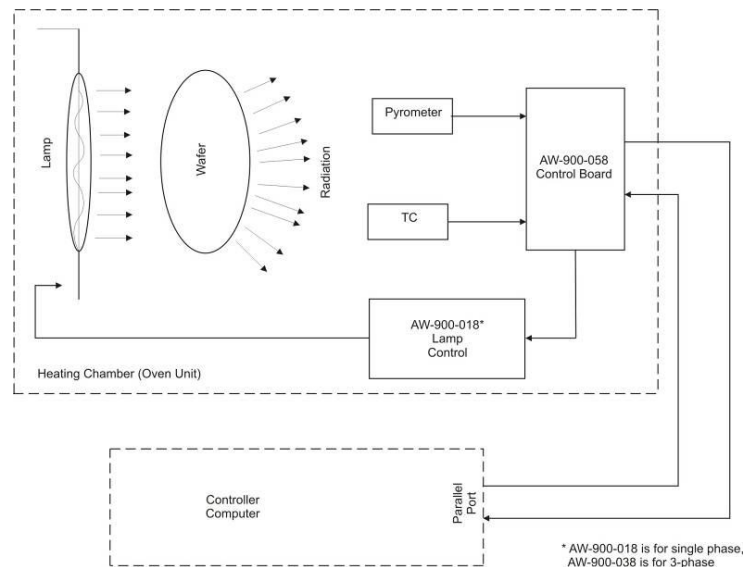 Lamp
Wafer
Radiation
Pyrometer
TC
AW-900-058
Control Board
AW-900-018*
Lamp
Control
Heating Chamber (Oven Unit)
Controller
Computer
Parallel
Port
* AW-900-018 is for single phase,
AW-900-038 is for 3-phase